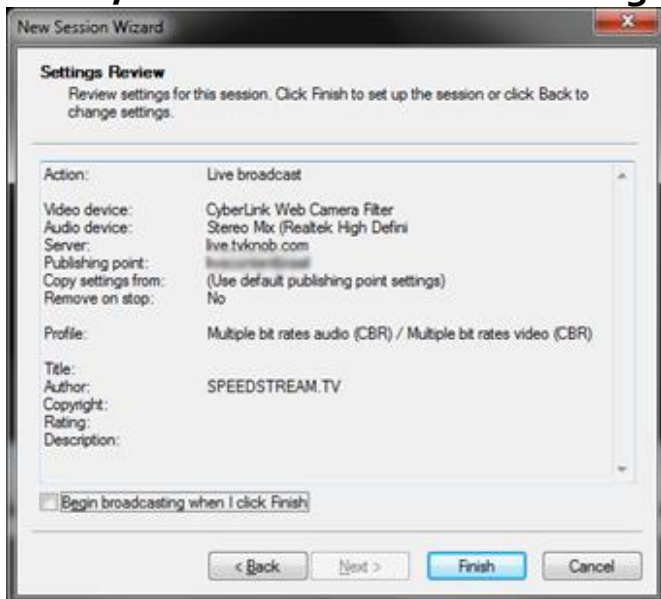 New Session Wizard
Settings Review
Review settings for this session. Click Finish to set up the session or click Back to
change settings.
Action: Live broadcast
Video device: CyberLink Web Camera Filter
Audio device: Stereo Mix (Realtek High Defini
Server: live.tvknob.com
Publishing point:
Copy settings from: (Use default publishing point settings)
Remove on stop: No
Profile: Multiple bit rates audio (CBR) / Multiple bit rates video (CBR)
Title:
Author: SPEEDSTREAM.TV
Copyright:
Rating:
Description:
Begin broadcasting when I click Finish
< Back Next > Finish Cancel